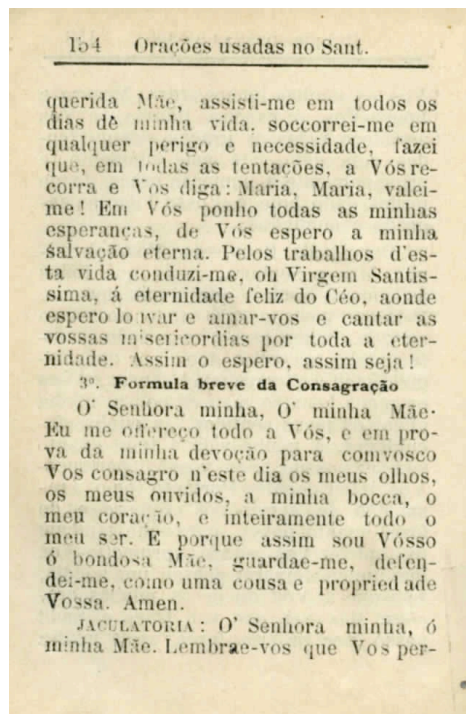 154 Orações usadas no Sant.
querida Mãe, assisti-me em todos os
dias de minha vida, soccorrei-me em
qualquer perigo e necessidade, fazei
que, em todas as tentações, a Vós re-
corra e Vos diga: Maria, Maria, valei-
me! Em Vós ponho todas as minhas
esperanças, de Vós espero a minha
salvação eterna. Pelos trabalhos d'es-
ta vida conduzi-me, oh Virgem Santis-
sima, á eternidade feliz do Céo, aonde
espero louvar e amar-vos e cantar as
vossas misericordias por toda a eter-
nidade. Assim o espero, assim seja!
3º. Formula breve da Consagração
O' Senhora minha, O' minha Mãe·
Eu me offereço todo a Vós, e em pro-
va da minha devoção para comvosco
Vos consagro n'este dia os meus olhos,
os meus ouvidos, a minha bocca, o
meu coração, e inteiramente todo o
meu ser. E porque assim sou Vósso
ó bondosa Mãe, guardae-me, defen-
dei-me, como uma cousa e propried ade
Vossa. Amen.
JACULATORIA: O' Senhora minha, ó
minha Mãe. Lembrae-vos que Vos per-